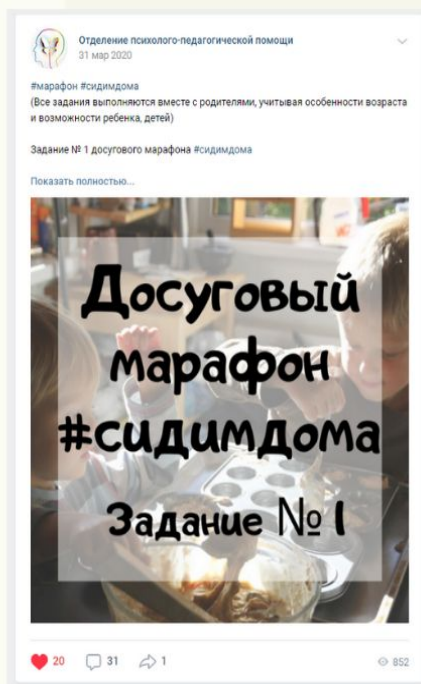 Отделение психолого-педагогической помощи
31 мар 2020
#марафон #сидимдома
(Все задания выполняются вместе с родителями, учитывая особенности возраста
и возможности ребенка, детей)
Задание № 1 досугового марафона #сидимдома
Показать полностью...
Досуговый
марафон
#сидимдома
Задание № 1
20 31 1 852